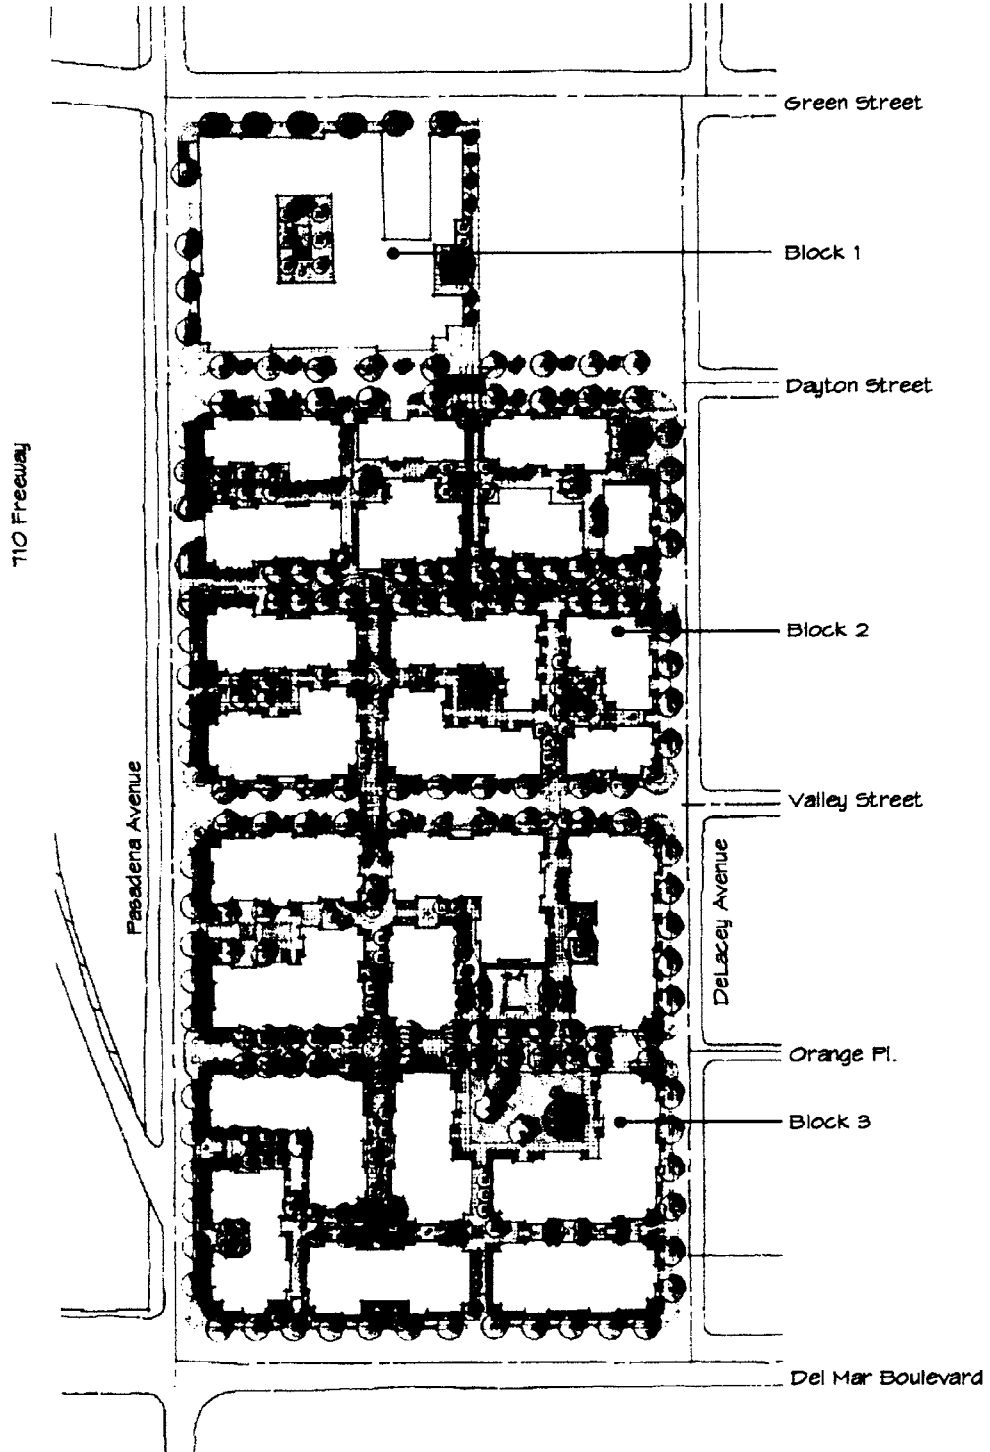 Green Street
Block 1
Dayton Street
710 Freeway
Block 2
Pasadena Avenue
Valley Street
DeLacey Avenue
Orange Pl.
Block 3
Del Mar Boulevard